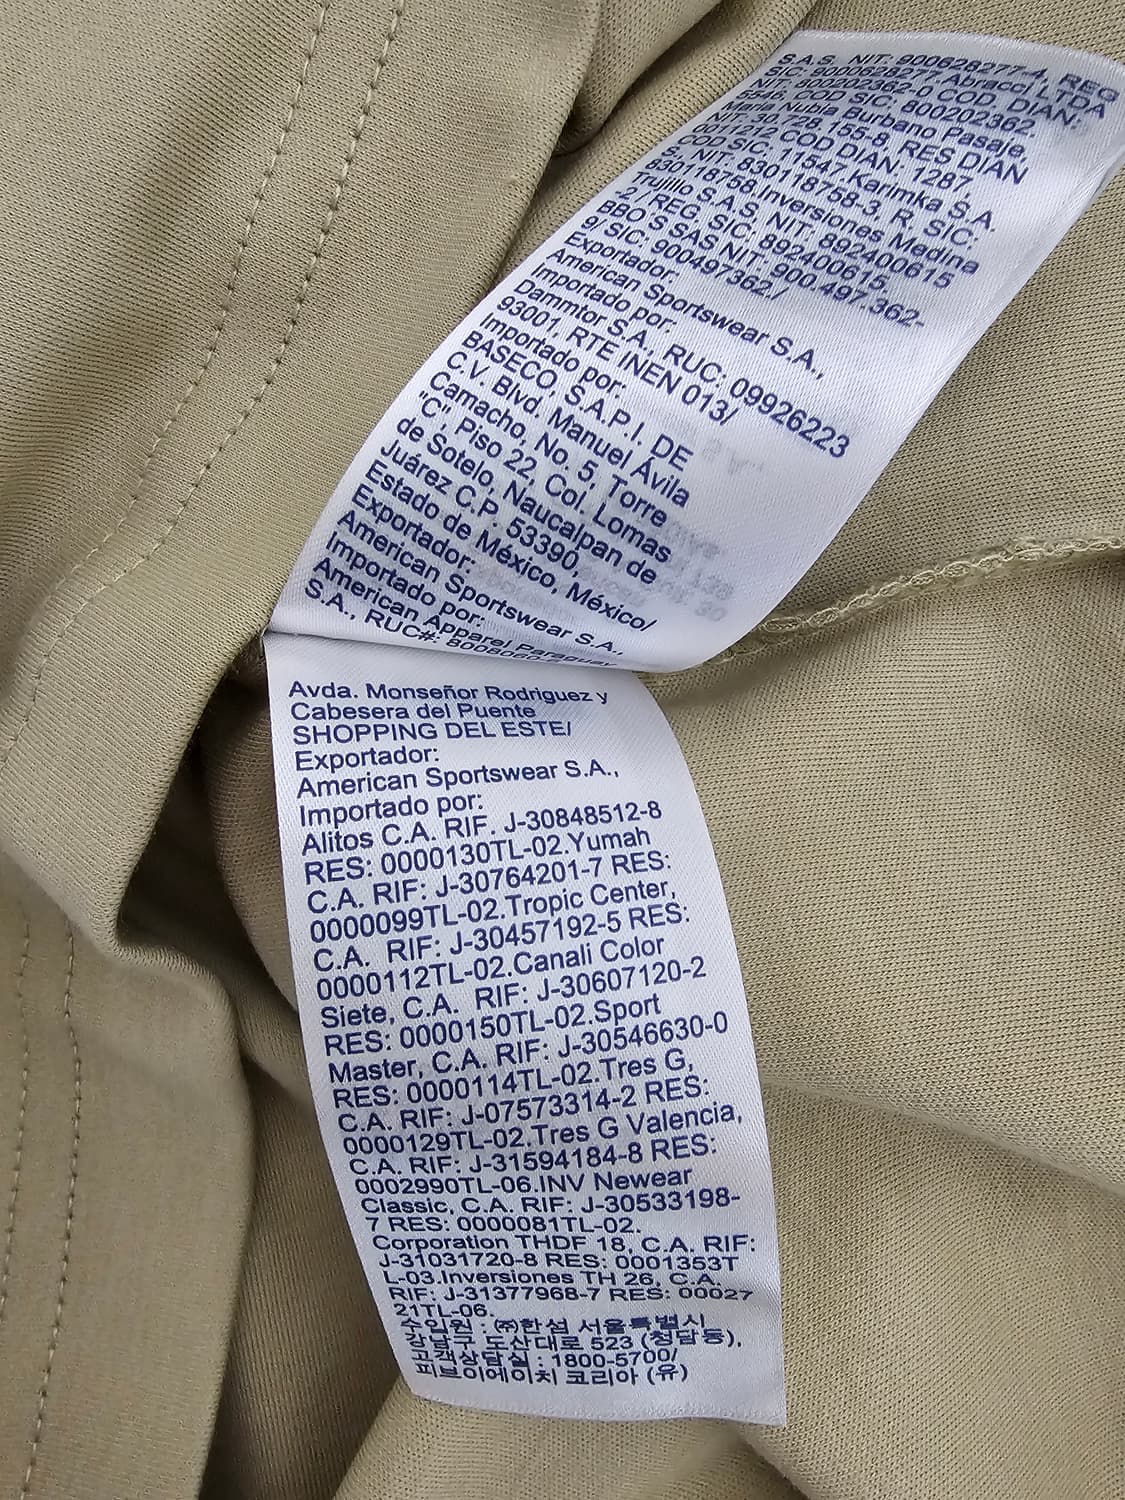 S.A.S, NIT: 900628277-4, REG
SIC: 9000628277.Abracci LTDA
NIT: 800202362-0 COD. DIAN:
5546, COD SIC: 800202362.
Maria Nubia Burbano Pasaje,
NIT: 30.728.155-8, RES DIAN
0011212 COD DIAN: 1287,
COD SIC: 11547.Karimka S.A.
S, NIT: 830118758-3, R. SIC:
830118758.Inversiones Medina
Trujillo S.A.S, NIT: 892400615
-2 / REG. SIC: 892400615,
BBO´S SAS NIT: 900.497.362-
9/ SIC: 900497362./
Exportador:
American Sportswear S.A.,
Importado por:
Dammtor S.A., RUC: 09926223
93001, RTE INEN 013/
Importado por:
BASECO, S.A.P.I. DE
C.V. Blvd. Manuel Ávila
Camacho, No. 5, Torre
"C", Piso 22, Col. Lomas
de Sotelo, Naucalpan de
Juárez C.P. 53390,
Estado de México, México/
Exportador:
American Sportswear S.A.,
Importado por:
American Apparel Paraguay
S.A., RUC#:
Avda. Monseñor Rodriguez y
Cabesera del Puente
SHOPPING DEL ESTE/
Exportador:
American Sportswear S.A.,
Importado por:
Alitos C.A. RIF. J-30848512-8
RES: 0000130TL-02.Yumah
C.A. RIF: J-30764201-7 RES:
0000099TL-02.Tropic Center,
C.A. RIF: J-30457192-5 RES:
0000112TL-02.Canali Color
Siete, C.A. RIF: J-30607120-2
RES: 0000150TL-02.Sport
Master, C.A. RIF: J-30546630-0
RES: 0000114TL-02.Tres G,
C.A. RIF: J-07573314-2 RES:
0000129TL-02.Tres G Valencia,
C.A. RIF: J-31594184-8 RES:
0002990TL-06.INV Newear
Classic, C.A. RIF: J-30533198-
7 RES: 0000081TL-02.
Corporation THDF 18, C.A. RIF:
J-31031720-8 RES: 0001353T
L-03.Inversiones TH 26, C.A.
RIF: J-31377968-7 RES: 00027
21TL-06.
수입원 : ㈜한섬 서울특별시
강남구 도산대로 523 (청담동),
고객상담실 : 1800-5700/
피브이에이치 코리아 (유)